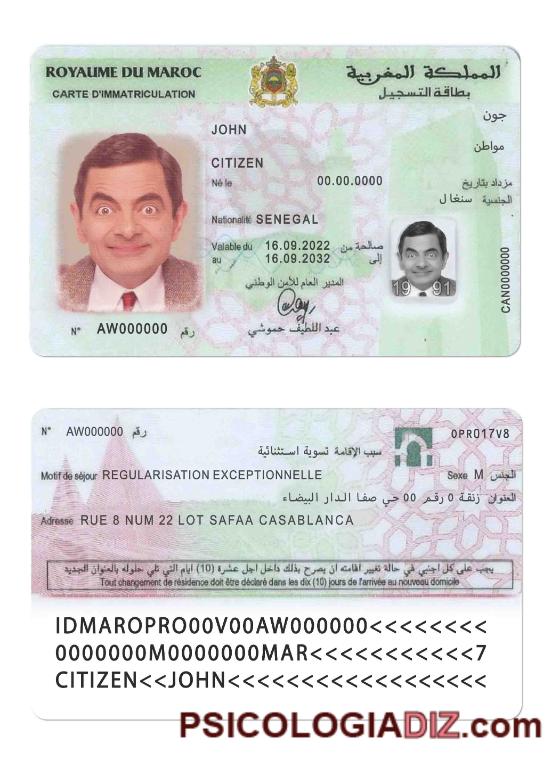 ROYAUME DU MAROC
المملكة المغربية
CARTE D'IMMATRICULATION
بطاقة التسجيل
JOHN
جون
CITIZEN
مواطن
Né le 00.00.0000 مزداد بتاريخ
Nationalité SENEGAL
الجنسية سنغال
Valable du 16.09.2022 صالحة من
au 16.09.2032 إلى
المدير العام للأمن الوطني
عبد اللطيف حموشي
N° AW000000 رقم
19 91
CAN0000000
N° AW000000 رقم
0PR017V8
سبب الإقامة تسوية استثنائية
Motif de séjour REGULARISATION EXCEPTIONNELLE
Sexe M الجنس
العنوان زنقة 0 رقم 00 حي صفا الدار البيضاء
Adresse RUE 8 NUM 22 LOT SAFAA CASABLANCA
يجب على كل اجنبي في حالة تغيير اقامته ان يصرح بذلك داخل اجل عشرة (10) ايام التي تلي حلوله بالعنوان الجديد
Tout changement de résidence doit être déclaré dans les dix (10) jours de l'arrivée au nouveau domicile
IDMAROPRO00V00AW000000<<<<<<<<
0000000M0000000MAR<<<<<<<<<<<7
CITIZEN<<JOHN<<<<<<<<<<<<<<<<<
PSICOLOGIADIZ.com